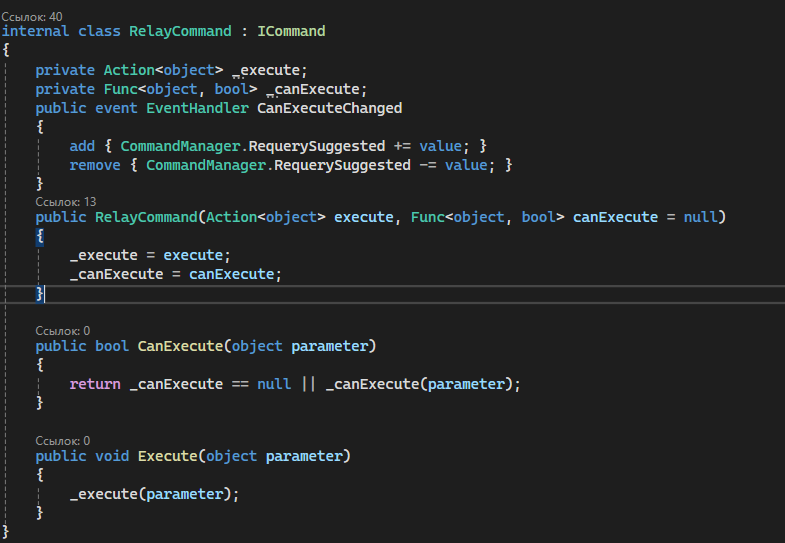 Ссылок: 40
internal class RelayCommand : ICommand
{
private Action<object> _execute;
private Func<object, bool> _canExecute;
public event EventHandler CanExecuteChanged
{
add { CommandManager.RequerySuggested += value; }
remove { CommandManager.RequerySuggested -= value; }
}
Ссылок: 13
public RelayCommand(Action<object> execute, Func<object, bool> canExecute = null)
{
_execute = execute;
_canExecute = canExecute;
}
Ссылок: 0
public bool CanExecute(object parameter)
{
return _canExecute == null || _canExecute(parameter);
}
Ссылок: 0
public void Execute(object parameter)
{
_execute(parameter);
}
}